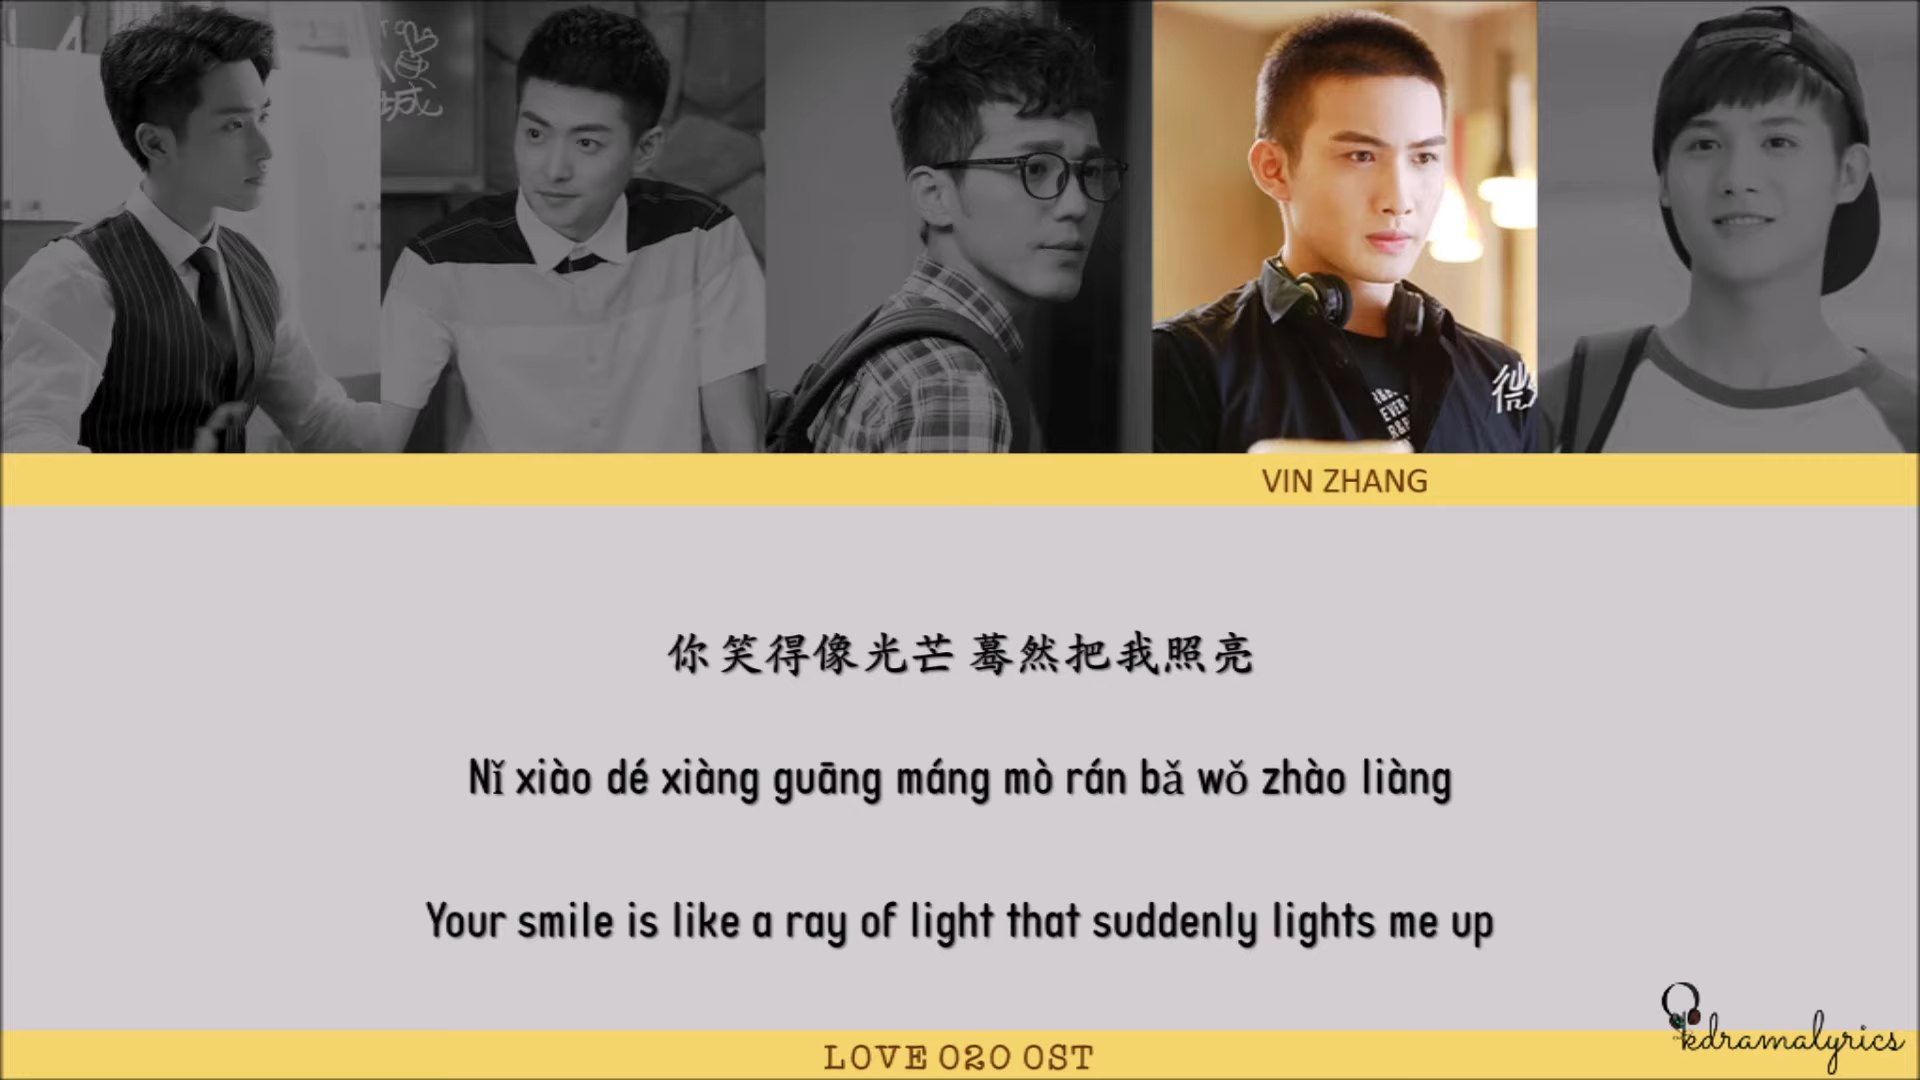 VIN ZHANG
你笑得像光芒 蓦然把我照亮
Nǐ xiào dé xiàng guāng máng mò rán bǎ wǒ zhào liàng
Your smile is like a ray of light that suddenly lights me up
kdramalyrics
LOVE O2O OST